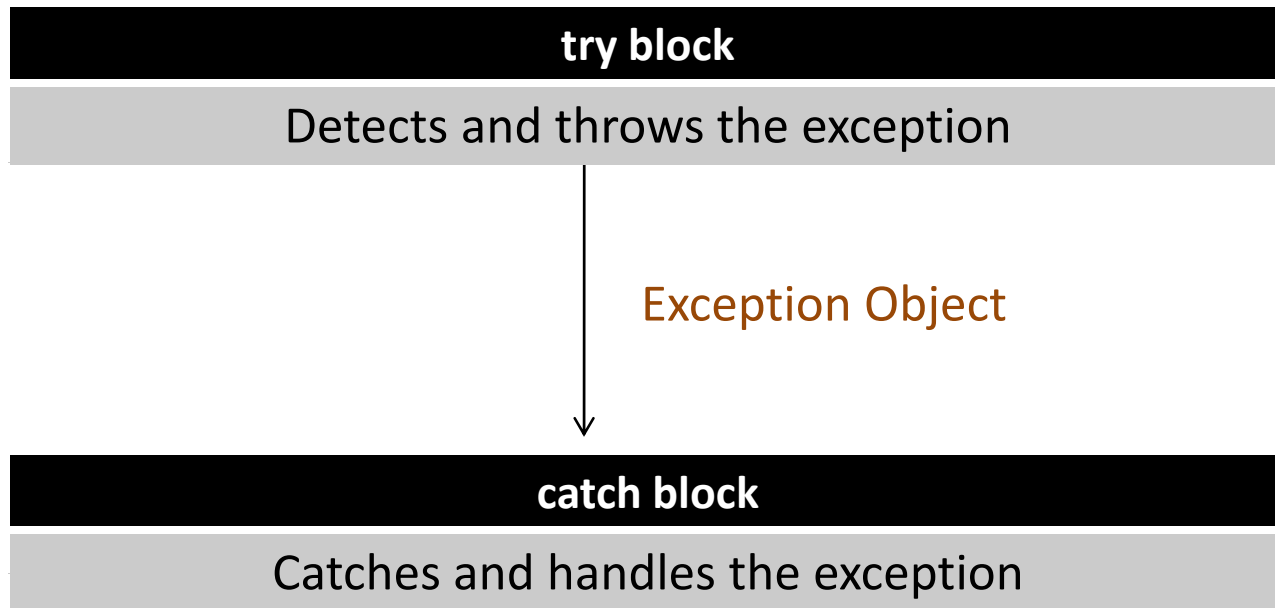 try block
Detects and throws the exception
Exception Object
catch block
Catches and handles the exception